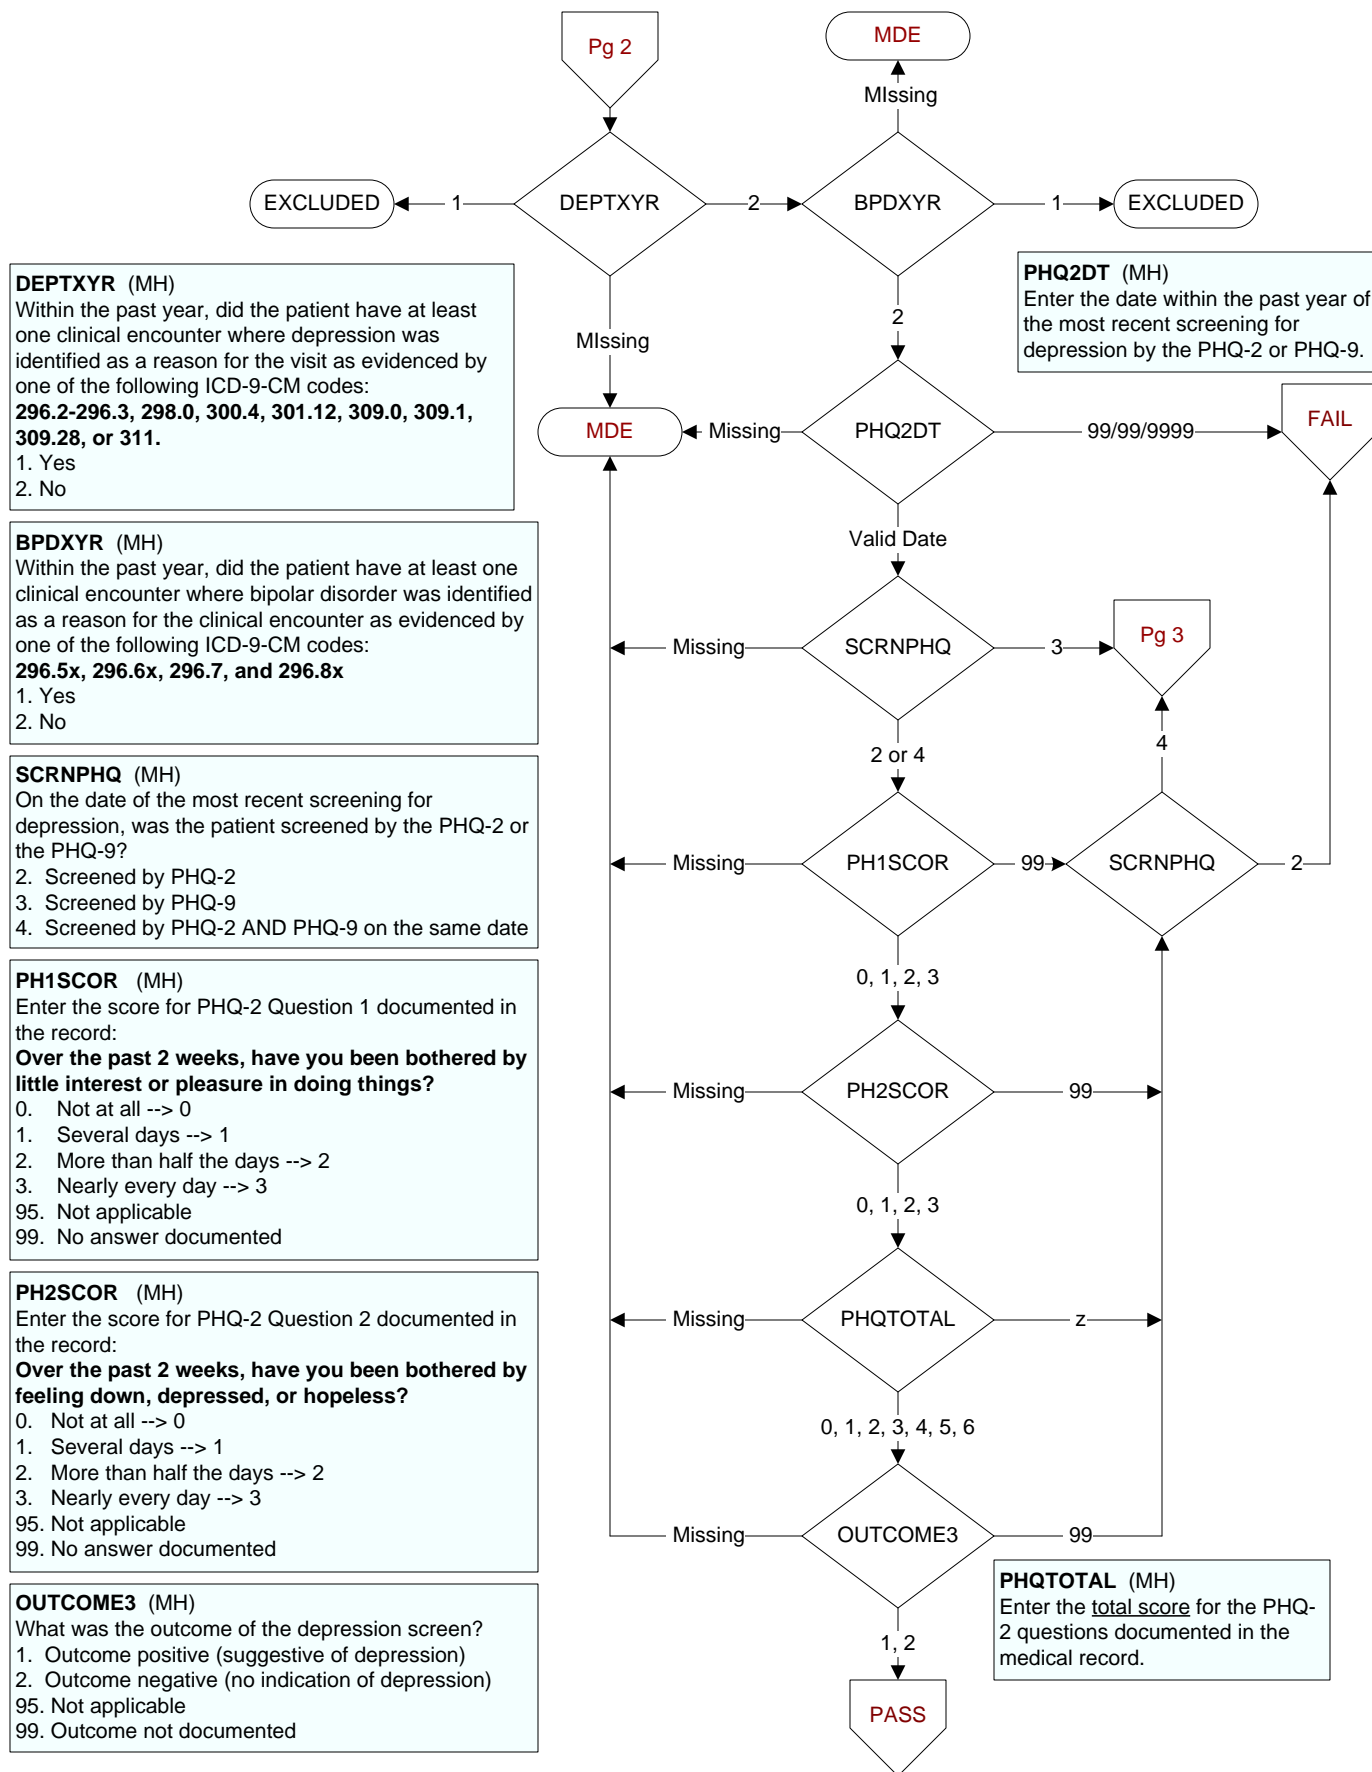 Pg 2
MDE
MIssing
EXCLUDED
1
DEPTXYR
2
BPDXYR
1
EXCLUDED
DEPTXYR (MH)
Within the past year, did the patient have at least
one clinical encounter where depression was
identified as a reason for the visit as evidenced by
one of the following ICD-9-CM codes:
296.2-296.3, 298.0, 300.4, 301.12, 309.0, 309.1,
309.28, or 311.
1. Yes
2. No
MIssing
2
PHQ2DT (MH)
Enter the date within the past year of
the most recent screening for
depression by the PHQ-2 or PHQ-9.
MDE
Missing
PHQ2DT
99/99/9999
FAIL
Valid Date
BPDXYR (MH)
Within the past year, did the patient have at least one
clinical encounter where bipolar disorder was identified
as a reason for the clinical encounter as evidenced by
one of the following ICD-9-CM codes:
296.5x, 296.6x, 296.7, and 296.8x
1. Yes
2. No
Missing
SCRNPHQ
3
Pg 3
2 or 4
4
SCRNPHQ (MH)
On the date of the most recent screening for
depression, was the patient screened by the PHQ-2 or
the PHQ-9?
2. Screened by PHQ-2
3. Screened by PHQ-9
4. Screened by PHQ-2 AND PHQ-9 on the same date
Missing
PH1SCOR
99
SCRNPHQ
2
0, 1, 2, 3
PH1SCOR (MH)
Enter the score for PHQ-2 Question 1 documented in
the record:
Over the past 2 weeks, have you been bothered by
little interest or pleasure in doing things?
0. Not at all --> 0
1. Several days --> 1
2. More than half the days --> 2
3. Nearly every day --> 3
95. Not applicable
99. No answer documented
Missing
PH2SCOR
99
0, 1, 2, 3
PH2SCOR (MH)
Enter the score for PHQ-2 Question 2 documented in
the record:
Over the past 2 weeks, have you been bothered by
feeling down, depressed, or hopeless?
0. Not at all --> 0
1. Several days --> 1
2. More than half the days --> 2
3. Nearly every day --> 3
95. Not applicable
99. No answer documented
Missing
PHQTOTAL
z
0, 1, 2, 3, 4, 5, 6
Missing
OUTCOME3
99
OUTCOME3 (MH)
What was the outcome of the depression screen?
1. Outcome positive (suggestive of depression)
2. Outcome negative (no indication of depression)
95. Not applicable
99. Outcome not documented
PHQTOTAL (MH)
Enter the total score for the PHQ-
2 questions documented in the
medical record.
1, 2
PASS